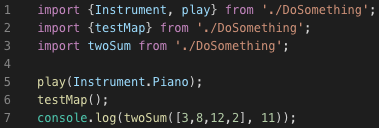 1 import {Instrument, play} from './DoSomething';
2 import {testMap} from './DoSomething';
3 import twoSum from './DoSomething';
4
5 play(Instrument.Piano);
6 testMap();
7 console.log(twoSum([3,8,12,2], 11));